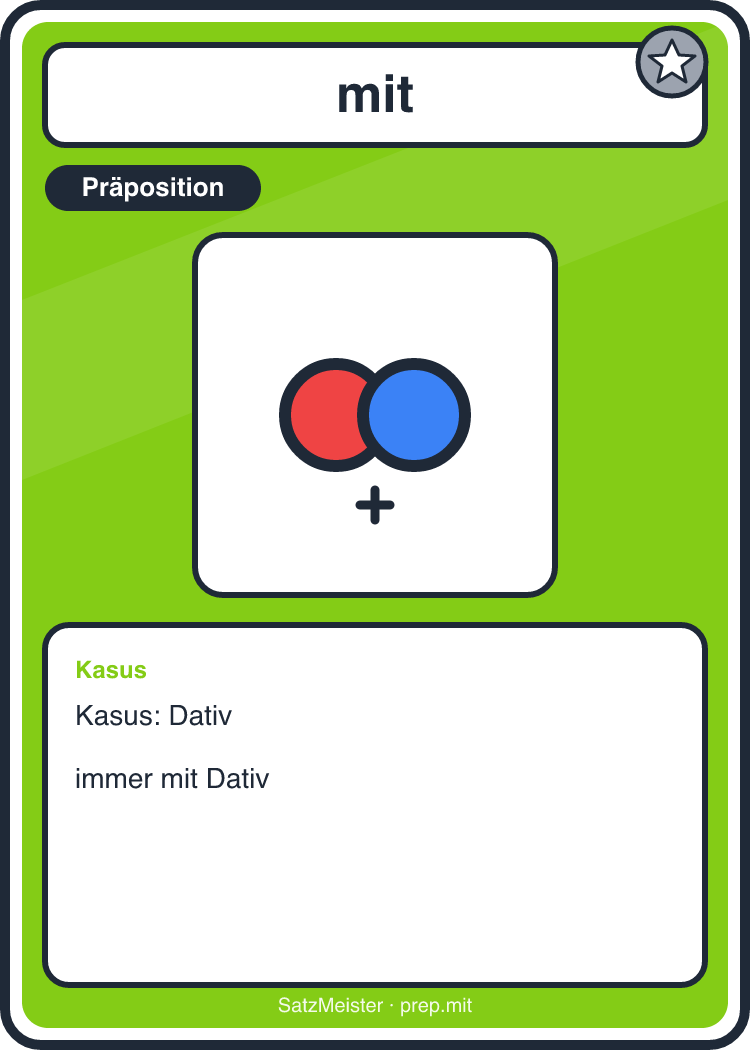 mit
Präposition
Kasus
Kasus: Dativ
immer mit Dativ
SatzMeister · prep.mit